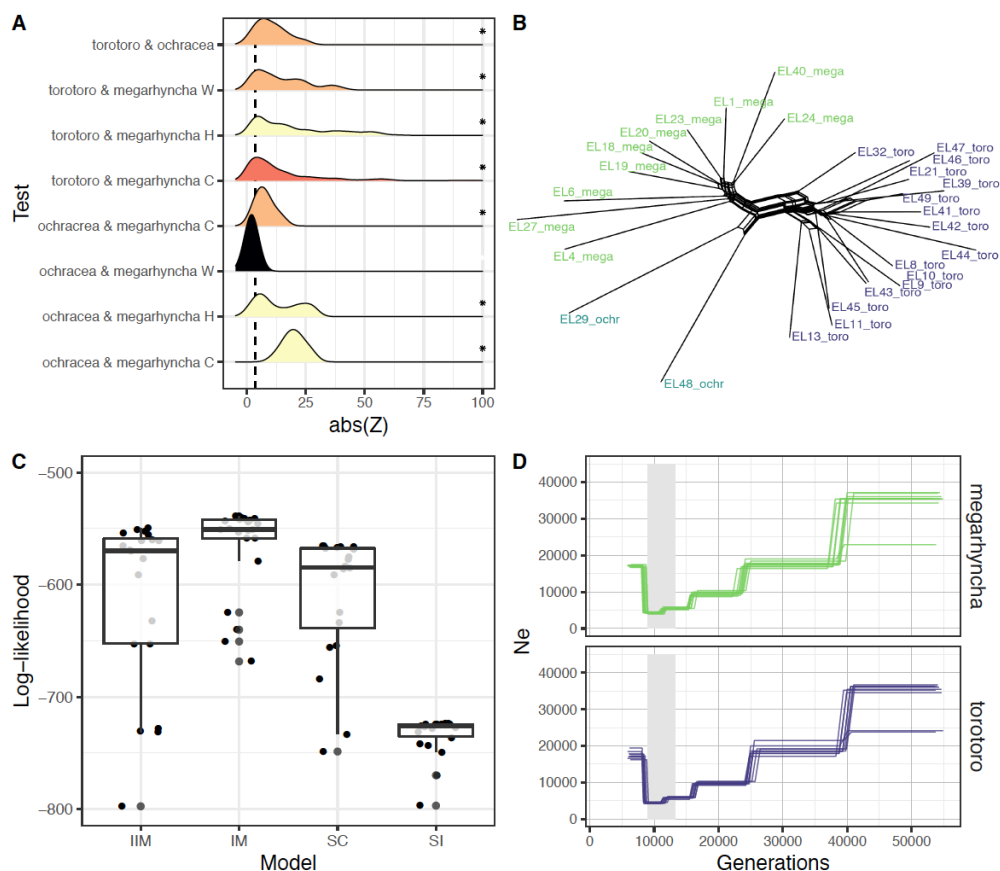 A
torotoro & ochracea
torotoro & megarhyncha W
torotoro & megarhyncha H
torotoro & megarhyncha C
ochracrea & megarhyncha C
ochracea & megarhyncha W
ochracea & megarhyncha H
ochracea & megarhyncha C
Test
*
*
*
*
*
*
*
0 25 50 75 100
abs(Z)
B
EL40_mega
EL1_mega
EL23_mega
EL24_mega
EL20_mega
EL18_mega
EL19_mega
EL6_mega
EL27_mega
EL4_mega
EL29_ochr
EL48_ochr
EL32_toro
EL47_toro
EL46_toro
EL21_toro
EL39_toro
EL49_toro
EL41_toro
EL42_toro
EL44_toro
EL8_toro
EL10_toro
EL9_toro
EL43_toro
EL45_toro
EL11_toro
EL13_toro
C
−500
−600
−700
−800
Log−likelihood
IIM IM SC SI
Model
D
40000
30000
20000
10000
0
megarhyncha
Ne
40000
30000
20000
10000
0
torotoro
0 10000 20000 30000 40000 50000
Generations